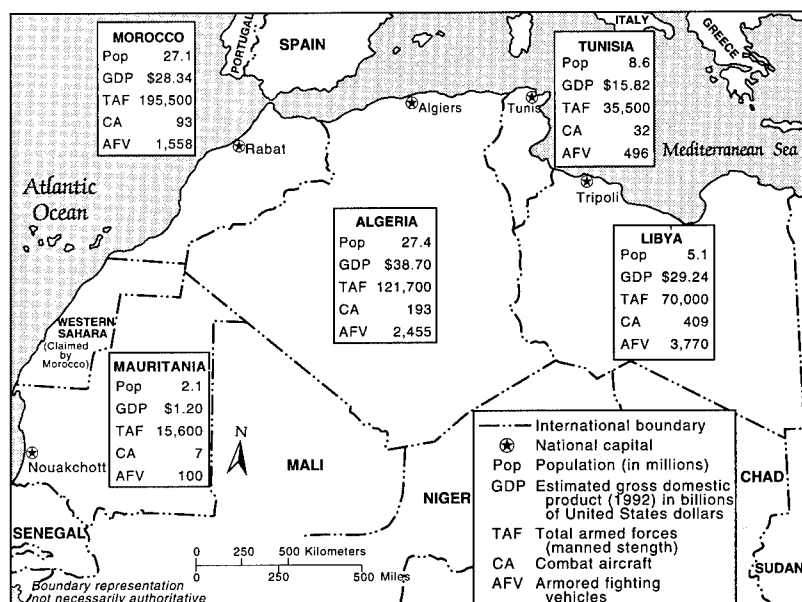 MOROCCO
Pop 27.1
GDP $28.34
TAF 195,500
CA 93
AFV 1,558
PORTUGAL
SPAIN
ITALY
GREECE
TUNISIA
Pop 8.6
GDP $15.82
TAF 35,500
CA 32
AFV 496
Algiers
Tunis
Rabat
Mediterranean Sea
Tripoli
Atlantic
Ocean
ALGERIA
Pop 27.4
GDP $38.70
TAF 121,700
CA 193
AFV 2,455
LIBYA
Pop 5.1
GDP $29.24
TAF 70,000
CA 409
AFV 3,770
WESTERN
SAHARA
(Claimed
by
Morocco)
MAURITANIA
Pop 2.1
GDP $1.20
TAF 15,600
CA 7
AFV 100
Nouakchott
N
MALI
NIGER
CHAD
SENEGAL
SUDAN
International boundary
National capital
Pop Population (in millions)
GDP Estimated gross domestic
product (1992) in billions
of United States dollars
TAF Total armed forces
(manned stength)
CA Combat aircraft
AFV Armored fighting
vehicles
0 250 500 Kilometers
0 250 500 Miles
Boundary representation
not necessarily authoritative